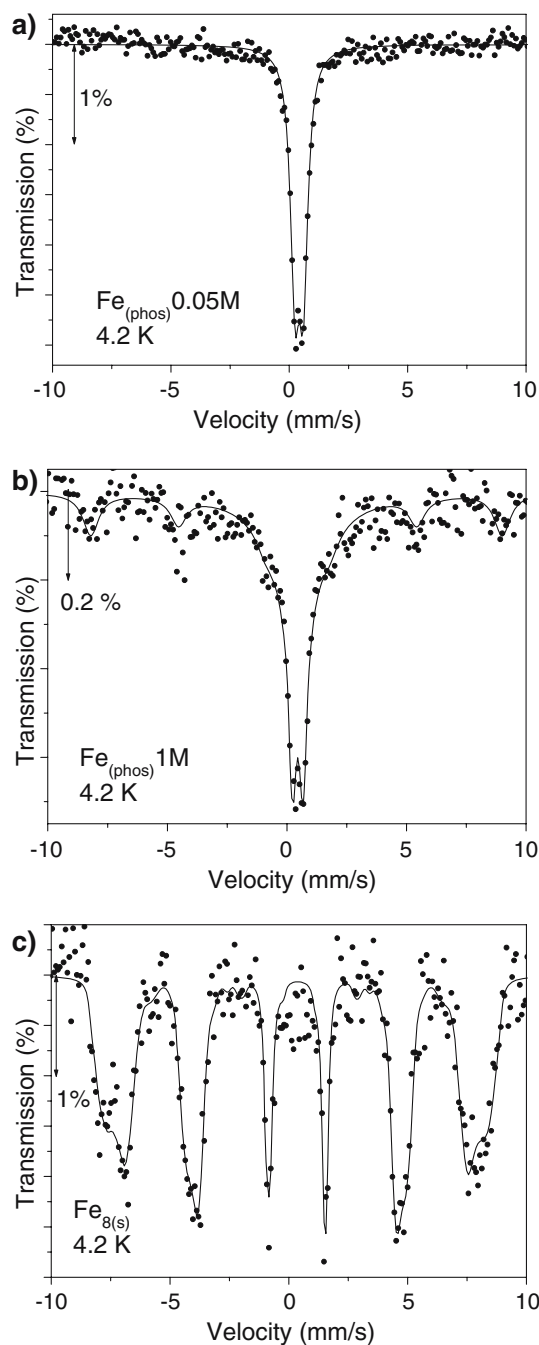 a)
1%
Transmission (%)
Fe(phos)0.05M
4.2 K
-10 -5 0 5 10
Velocity (mm/s)
b)
0.2 %
Transmission (%)
Fe(phos)1M
4.2 K
-10 -5 0 5 10
Velocity (mm/s)
c)
1%
Transmission (%)
Fe8(s)
4.2 K
-10 -5 0 5 10
Velocity (mm/s)